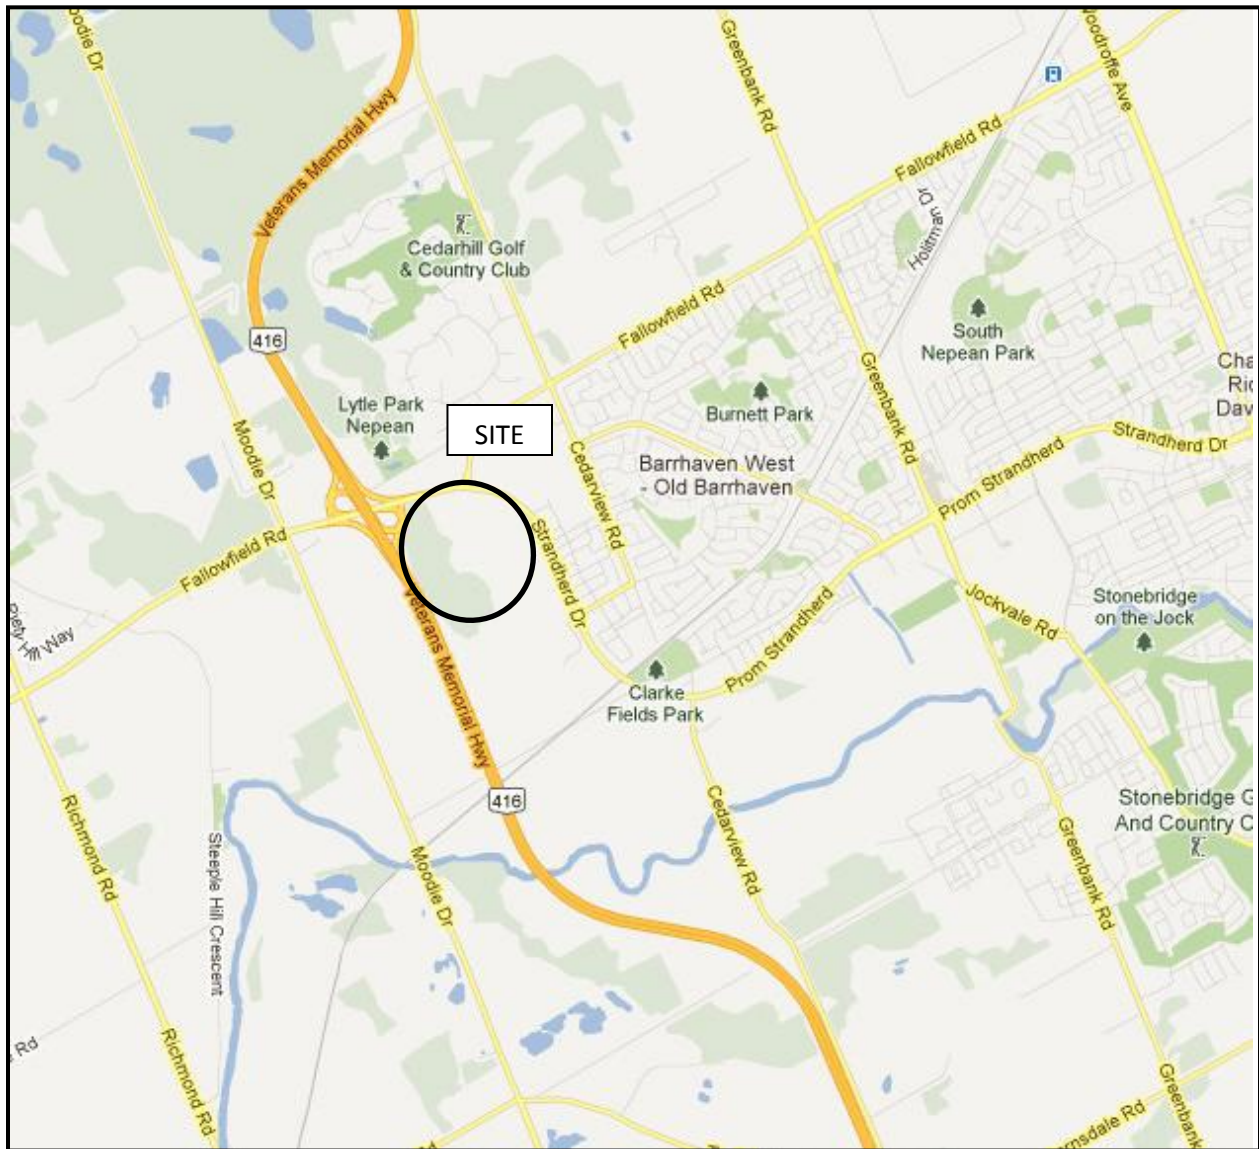 Moodie Dr
Veterans Memorial Hwy
Greenbank Rd
Woodroffe Ave
Fallowfield Rd
Holitman Dr
Cedarhill Golf
& Country Club
Fallowfield Rd
South
Nepean Park
416
Lytle Park
Nepean
SITE
Burnett Park
Greenbank Rd
Cha
Ric
Dav
Moodie Dr
Cedarview Rd
Barrhaven West
- Old Barrhaven
Prom Strandherd
Strandherd Dr
Fallowfield Rd
Strandherd Dr
Piety Hill Way
Veterans Memorial Hwy
Prom Strandherd
Jockvale Rd
Stonebridge
on the Jock
Clarke
Fields Park
416
Richmond Rd
Steeple Hill Crescent
Moodie Dr
Cedarview Rd
Stonebridge G
And Country C
Greenbank Rd
e Rd
Richmond Rd
Greenbank
rnsdale Rd